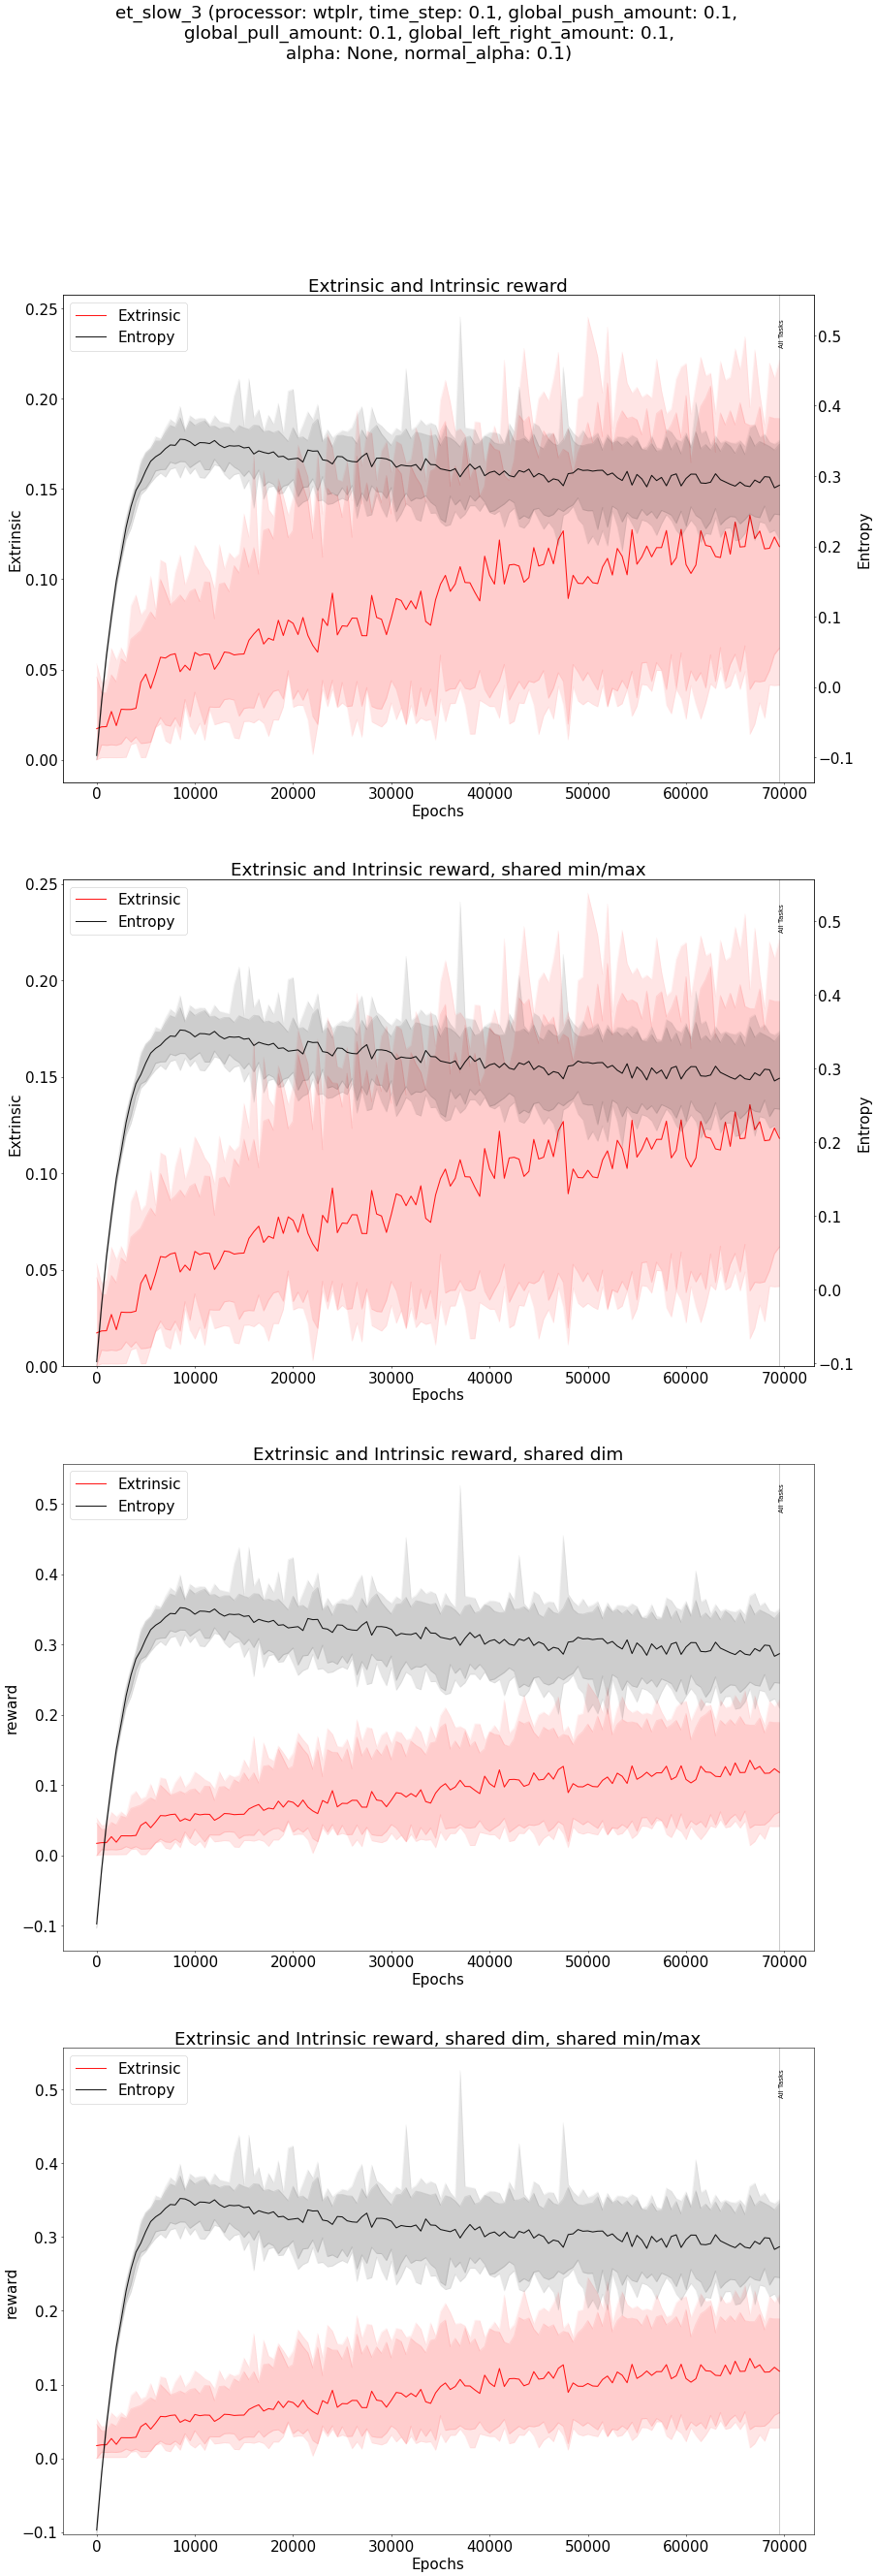 et_slow_3 (processor: wtplr, time_step: 0.1, global_push_amount: 0.1,
global_pull_amount: 0.1, global_left_right_amount: 0.1,
alpha: None, normal_alpha: 0.1)
Extrinsic and Intrinsic reward
Extrinsic
Entropy
All Tasks
0.25
0.20
0.15
0.10
0.05
0.00
Extrinsic
0.5
0.4
0.3
0.2
0.1
0.0
−0.1
Entropy
0 10000 20000 30000 40000 50000 60000 70000
Epochs
Extrinsic and Intrinsic reward, shared min/max
Extrinsic
Entropy
All Tasks
0.25
0.20
0.15
0.10
0.05
0.00
Extrinsic
0.5
0.4
0.3
0.2
0.1
0.0
−0.1
Entropy
0 10000 20000 30000 40000 50000 60000 70000
Epochs
Extrinsic and Intrinsic reward, shared dim
Extrinsic
Entropy
All Tasks
0.5
0.4
0.3
0.2
0.1
0.0
−0.1
reward
0 10000 20000 30000 40000 50000 60000 70000
Epochs
Extrinsic and Intrinsic reward, shared dim, shared min/max
Extrinsic
Entropy
All Tasks
0.5
0.4
0.3
0.2
0.1
0.0
−0.1
reward
0 10000 20000 30000 40000 50000 60000 70000
Epochs